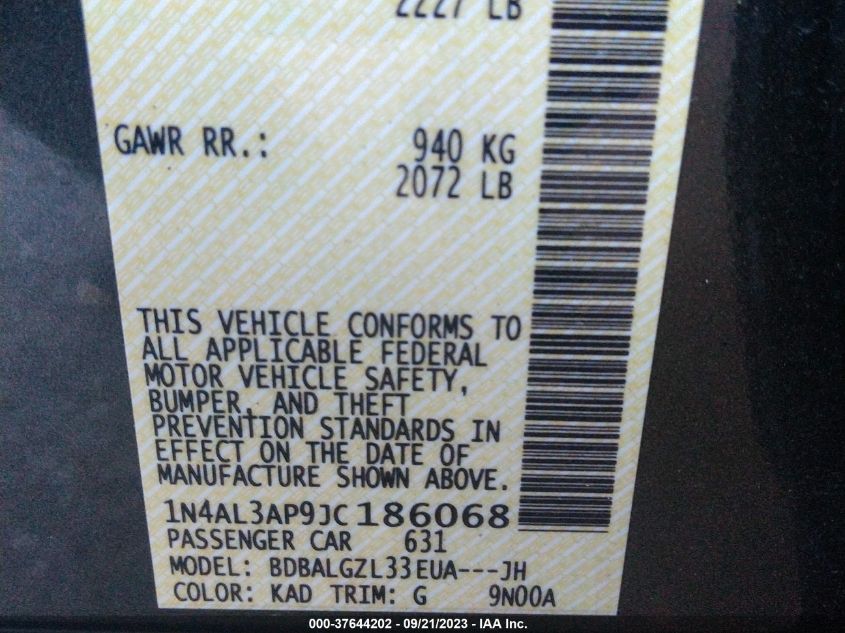 2227 LB
GAWR RR.: 940 KG
2072 LB
THIS VEHICLE CONFORMS TO
ALL APPLICABLE FEDERAL
MOTOR VEHICLE SAFETY,
BUMPER, AND THEFT
PREVENTION STANDARDS IN
EFFECT ON THE DATE OF
MANUFACTURE SHOWN ABOVE.
1N4AL3AP9JC186068
PASSENGER CAR 631
MODEL: BDBALGZL33EUA---JH
COLOR: KAD TRIM: G 9N00A
000-37644202 - 09/21/2023 - IAA Inc.